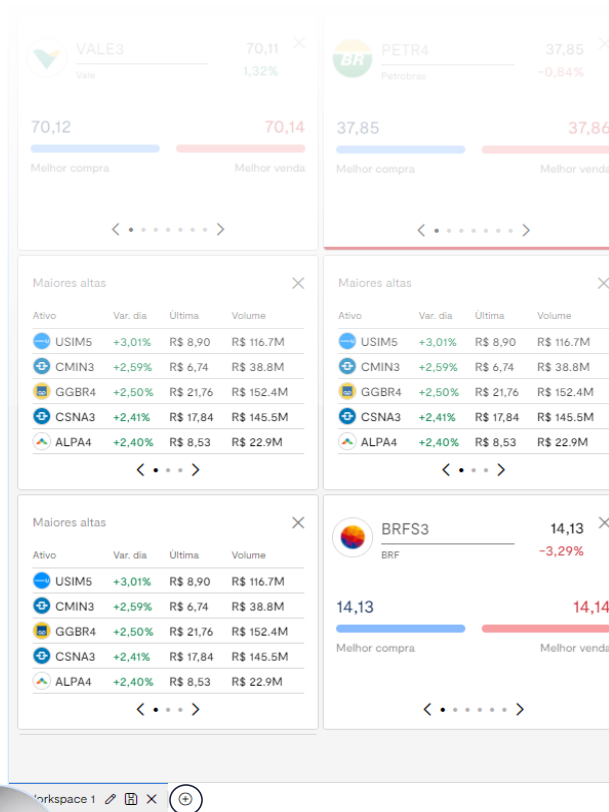 VALE3 70,11
Vale 1,32%
70,12 70,14
Melhor compra Melhor venda
BR PETR4 37,85
Petrobras -0,84%
37,85 37,86
Melhor compra Melhor venda
Maiores altas
Ativo Var. dia Última Volume
USIM5 +3,01% R$ 8,90 R$ 116.7M
CMIN3 +2,59% R$ 6,74 R$ 38.8M
GGBR4 +2,50% R$ 21,76 R$ 152.4M
CSNA3 +2,41% R$ 17,84 R$ 145.5M
ALPA4 +2,40% R$ 8,53 R$ 22.9M
Maiores altas
Ativo Var. dia Última Volume
USIM5 +3,01% R$ 8,90 R$ 116.7M
CMIN3 +2,59% R$ 6,74 R$ 38.8M
GGBR4 +2,50% R$ 21,76 R$ 152.4M
CSNA3 +2,41% R$ 17,84 R$ 145.5M
ALPA4 +2,40% R$ 8,53 R$ 22.9M
Maiores altas
Ativo Var. dia Última Volume
USIM5 +3,01% R$ 8,90 R$ 116.7M
CMIN3 +2,59% R$ 6,74 R$ 38.8M
GGBR4 +2,50% R$ 21,76 R$ 152.4M
CSNA3 +2,41% R$ 17,84 R$ 145.5M
ALPA4 +2,40% R$ 8,53 R$ 22.9M
BRFS3 14,13
BRF -3,29%
14,13 14,14
Melhor compra Melhor venda
orkspace 1